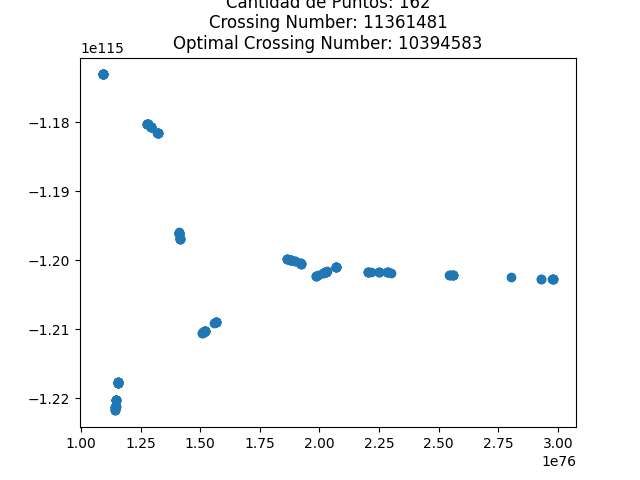 Cantidad de Puntos: 162
Crossing Number: 11361481
Optimal Crossing Number: 10394583
1e115
−1.18
−1.19
−1.20
−1.21
−1.22
1.00 1.25 1.50 1.75 2.00 2.25 2.50 2.75 3.00
1e76